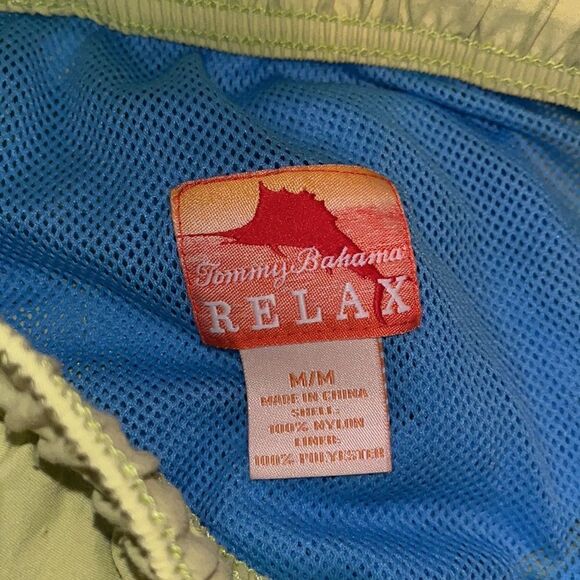 Tommy Bahama
RELAX
M/M
MADE IN CHINA
SHELL:
100% NYLON
LINER:
100% POLYESTER